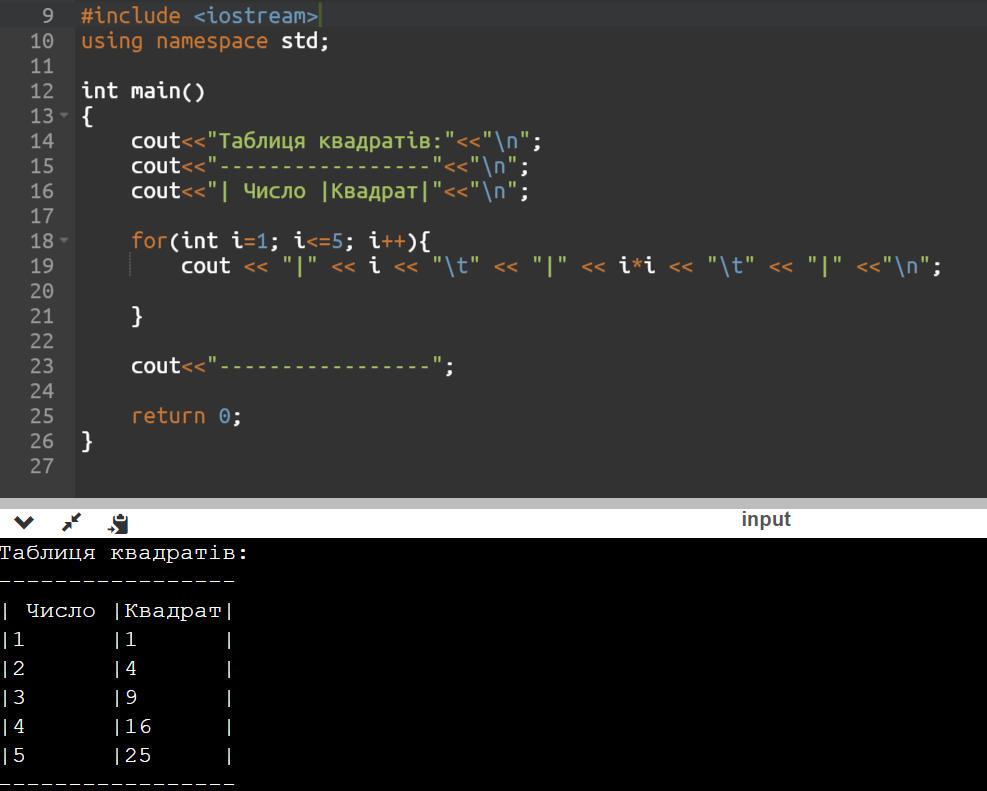 9 #include <iostream>
10 using namespace std;
11
12 int main()
13 {
14     cout<<"Таблиця квадратів:"<<"\n";
15     cout<<"-----------------"<<"\n";
16     cout<<"| Число |Квадрат|"<<"\n";
17
18     for(int i=1; i<=5; i++){
19         cout << "|" << i << "\t" << "|" << i*i << "\t" << "|" <<"\n";
20
21     }
22
23     cout<<"-----------------";
24
25     return 0;
26 }
27
input
Таблиця квадратів:
-----------------
| Число |Квадрат|
|1      |1      |
|2      |4      |
|3      |9      |
|4      |16     |
|5      |25     |
-----------------